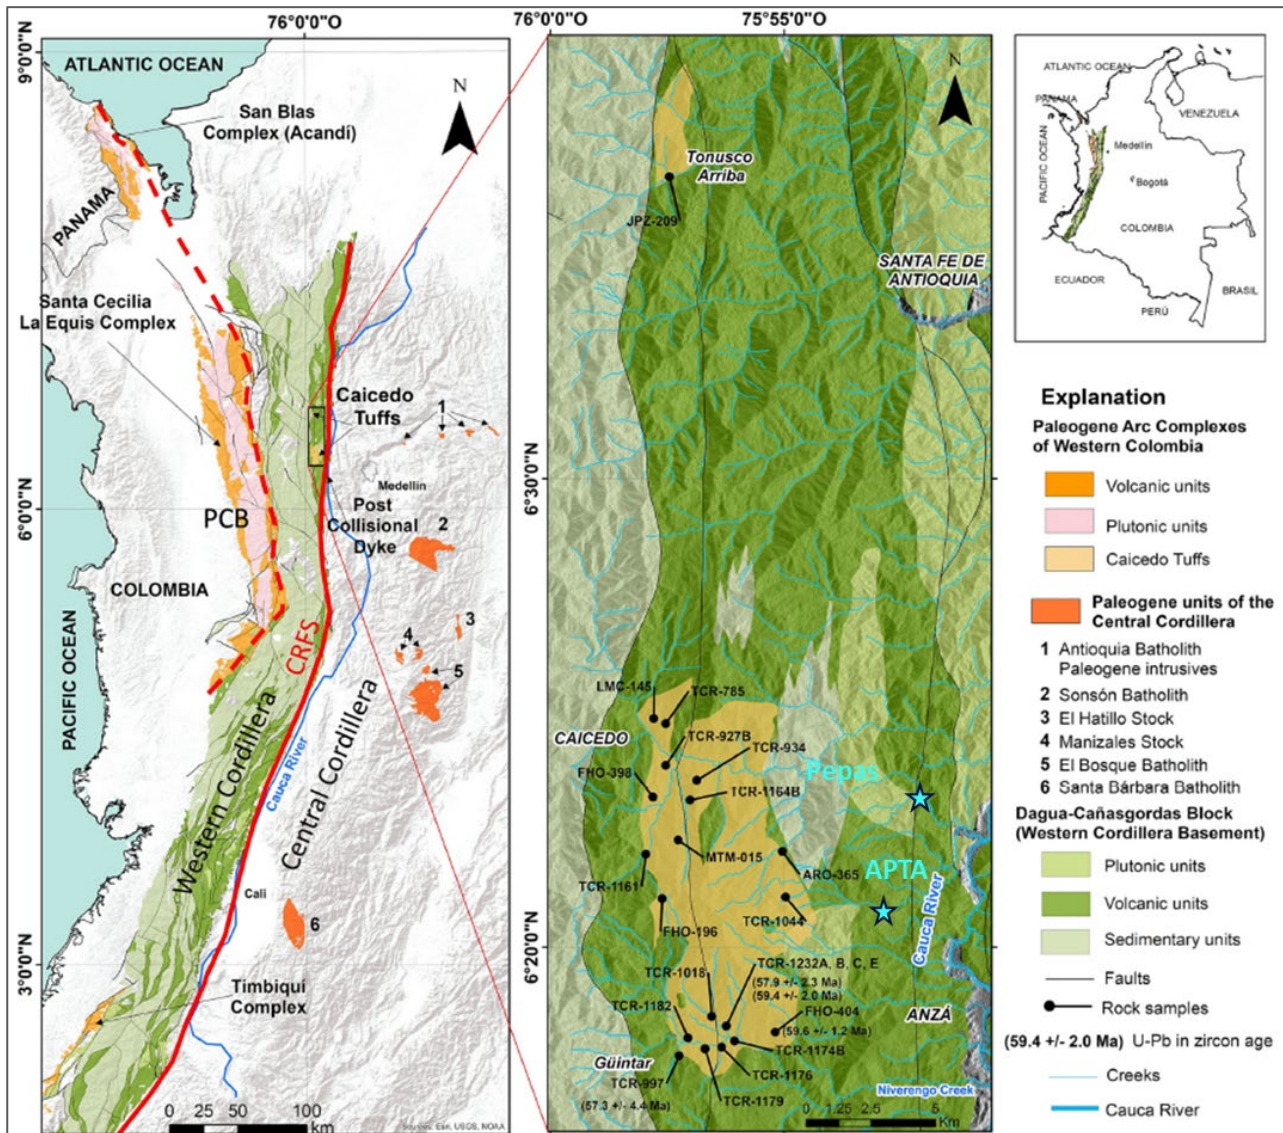 76°0'0"O
9°0'0"N
ATLANTIC OCEAN
San Blas
Complex (Acandí)
N
PANAMA
Santa Cecilia
La Equis Complex
Caicedo
Tuffs
1
Medellin
Post
Collisional
Dyke
2
6°0'0"N
PCB
COLOMBIA
PACIFIC OCEAN
CRFS
3
4
5
Western Cordillera
Cauca River
Central Cordillera
Cali
6
3°0'0"N
Timbiqui
Complex
0 25 50 100
km
Sources: Esri, USGS, NOAA
76°0'0"O
75°55'0"O
N
Tonusco
Arriba
JPZ-209
SANTA FE DE
ANTIOQUIA
6°30'0"N
LMC-145
TCR-785
CAICEDO
TCR-927B
TCR-934
FHO-398
TCR-1164B
Pepas
MTM-015
TCR-1161
ARO-365
APTA
FHO-196
TCR-1044
Cauca River
6°20'0"N
TCR-1018
TCR-1232A, B, C, E
(57.9 +/- 2.3 Ma)
(59.4 +/- 2.0 Ma)
TCR-1182
FHO-404
(59.6 +/- 1.2 Ma)
ANZÁ
Güintar
TCR-1174B
TCR-997
TCR-1176
(57.3 +/- 4.4 Ma)
TCR-1179
Niverengo Creek
0 1.25 2.5 5
Km
ATLANTIC OCEAN
PANAMA
VENEZUELA
PACIFIC OCEAN
Medellin
Bogotá
COLOMBIA
ECUADOR
BRASIL
PERÚ
Explanation
Paleogene Arc Complexes
of Western Colombia
Volcanic units
Plutonic units
Caicedo Tuffs
Paleogene units of the
Central Cordillera
1 Antioquia Batholith
Paleogene intrusives
2 Sonsón Batholith
3 El Hatillo Stock
4 Manizales Stock
5 El Bosque Batholith
6 Santa Bárbara Batholith
Dagua-Cañasgordas Block
(Western Cordillera Basement)
Plutonic units
Volcanic units
Sedimentary units
Faults
Rock samples
(59.4 +/- 2.0 Ma) U-Pb in zircon age
Creeks
Cauca River